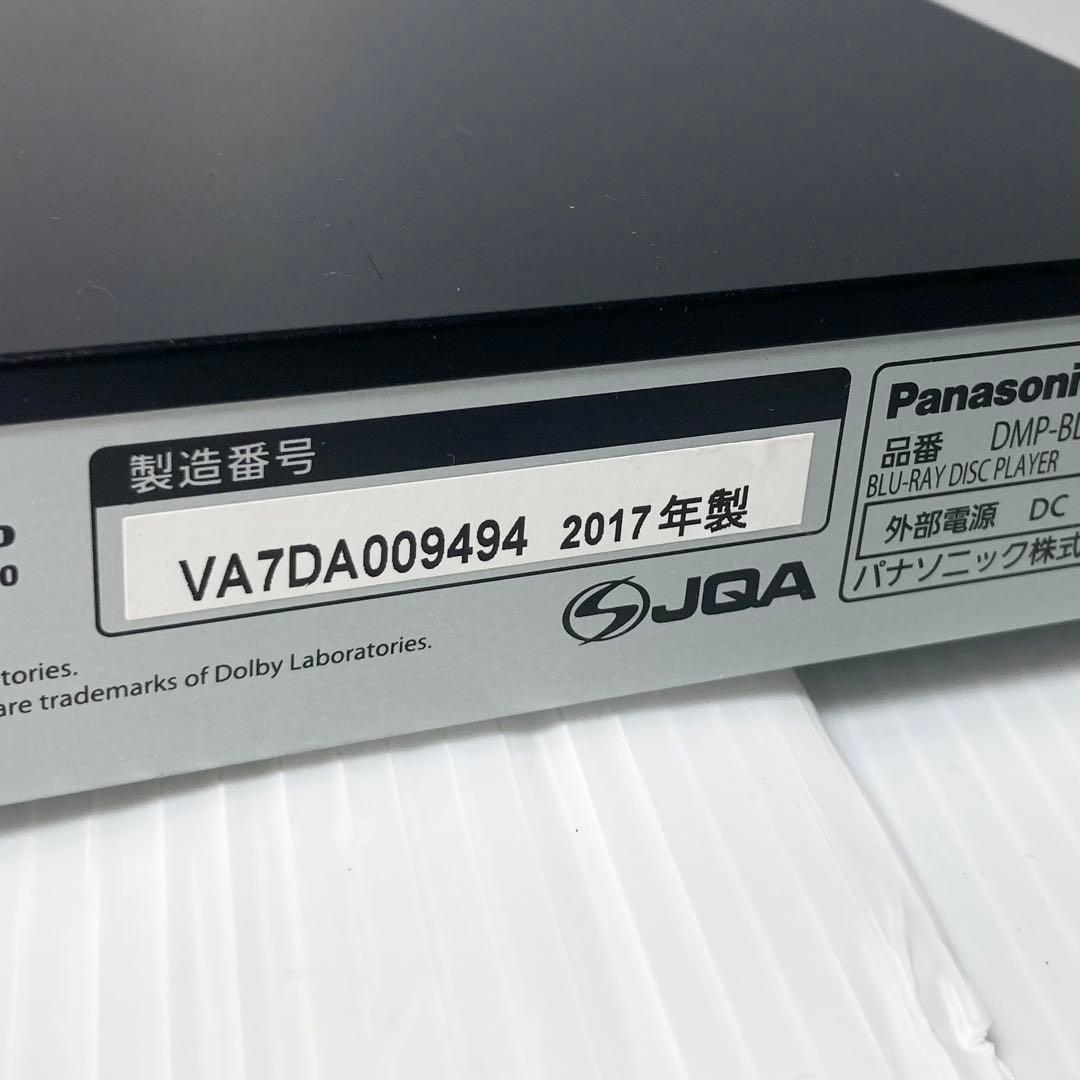 製造番号
VA7DA009494 2017年製
JQA
tories.
are trademarks of Dolby Laboratories.
Panasoni
品番 DMP-BD
BLU-RAY DISC PLAYER
外部電源 DC
パナソニック株式